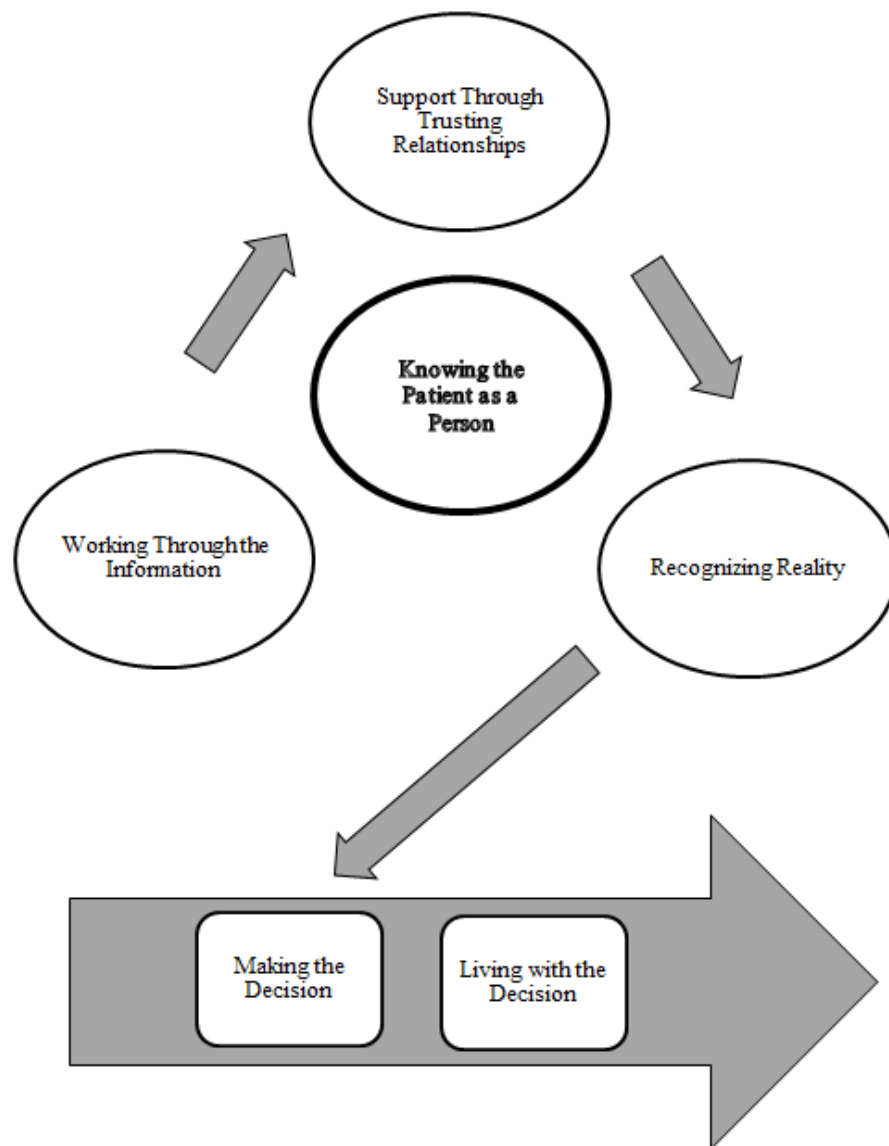 Support Through
Trusting
Relationships
Knowing the
Patient as a
Person
Working Through the
Information
Recognizing Reality
Making the
Decision
Living with the
Decision